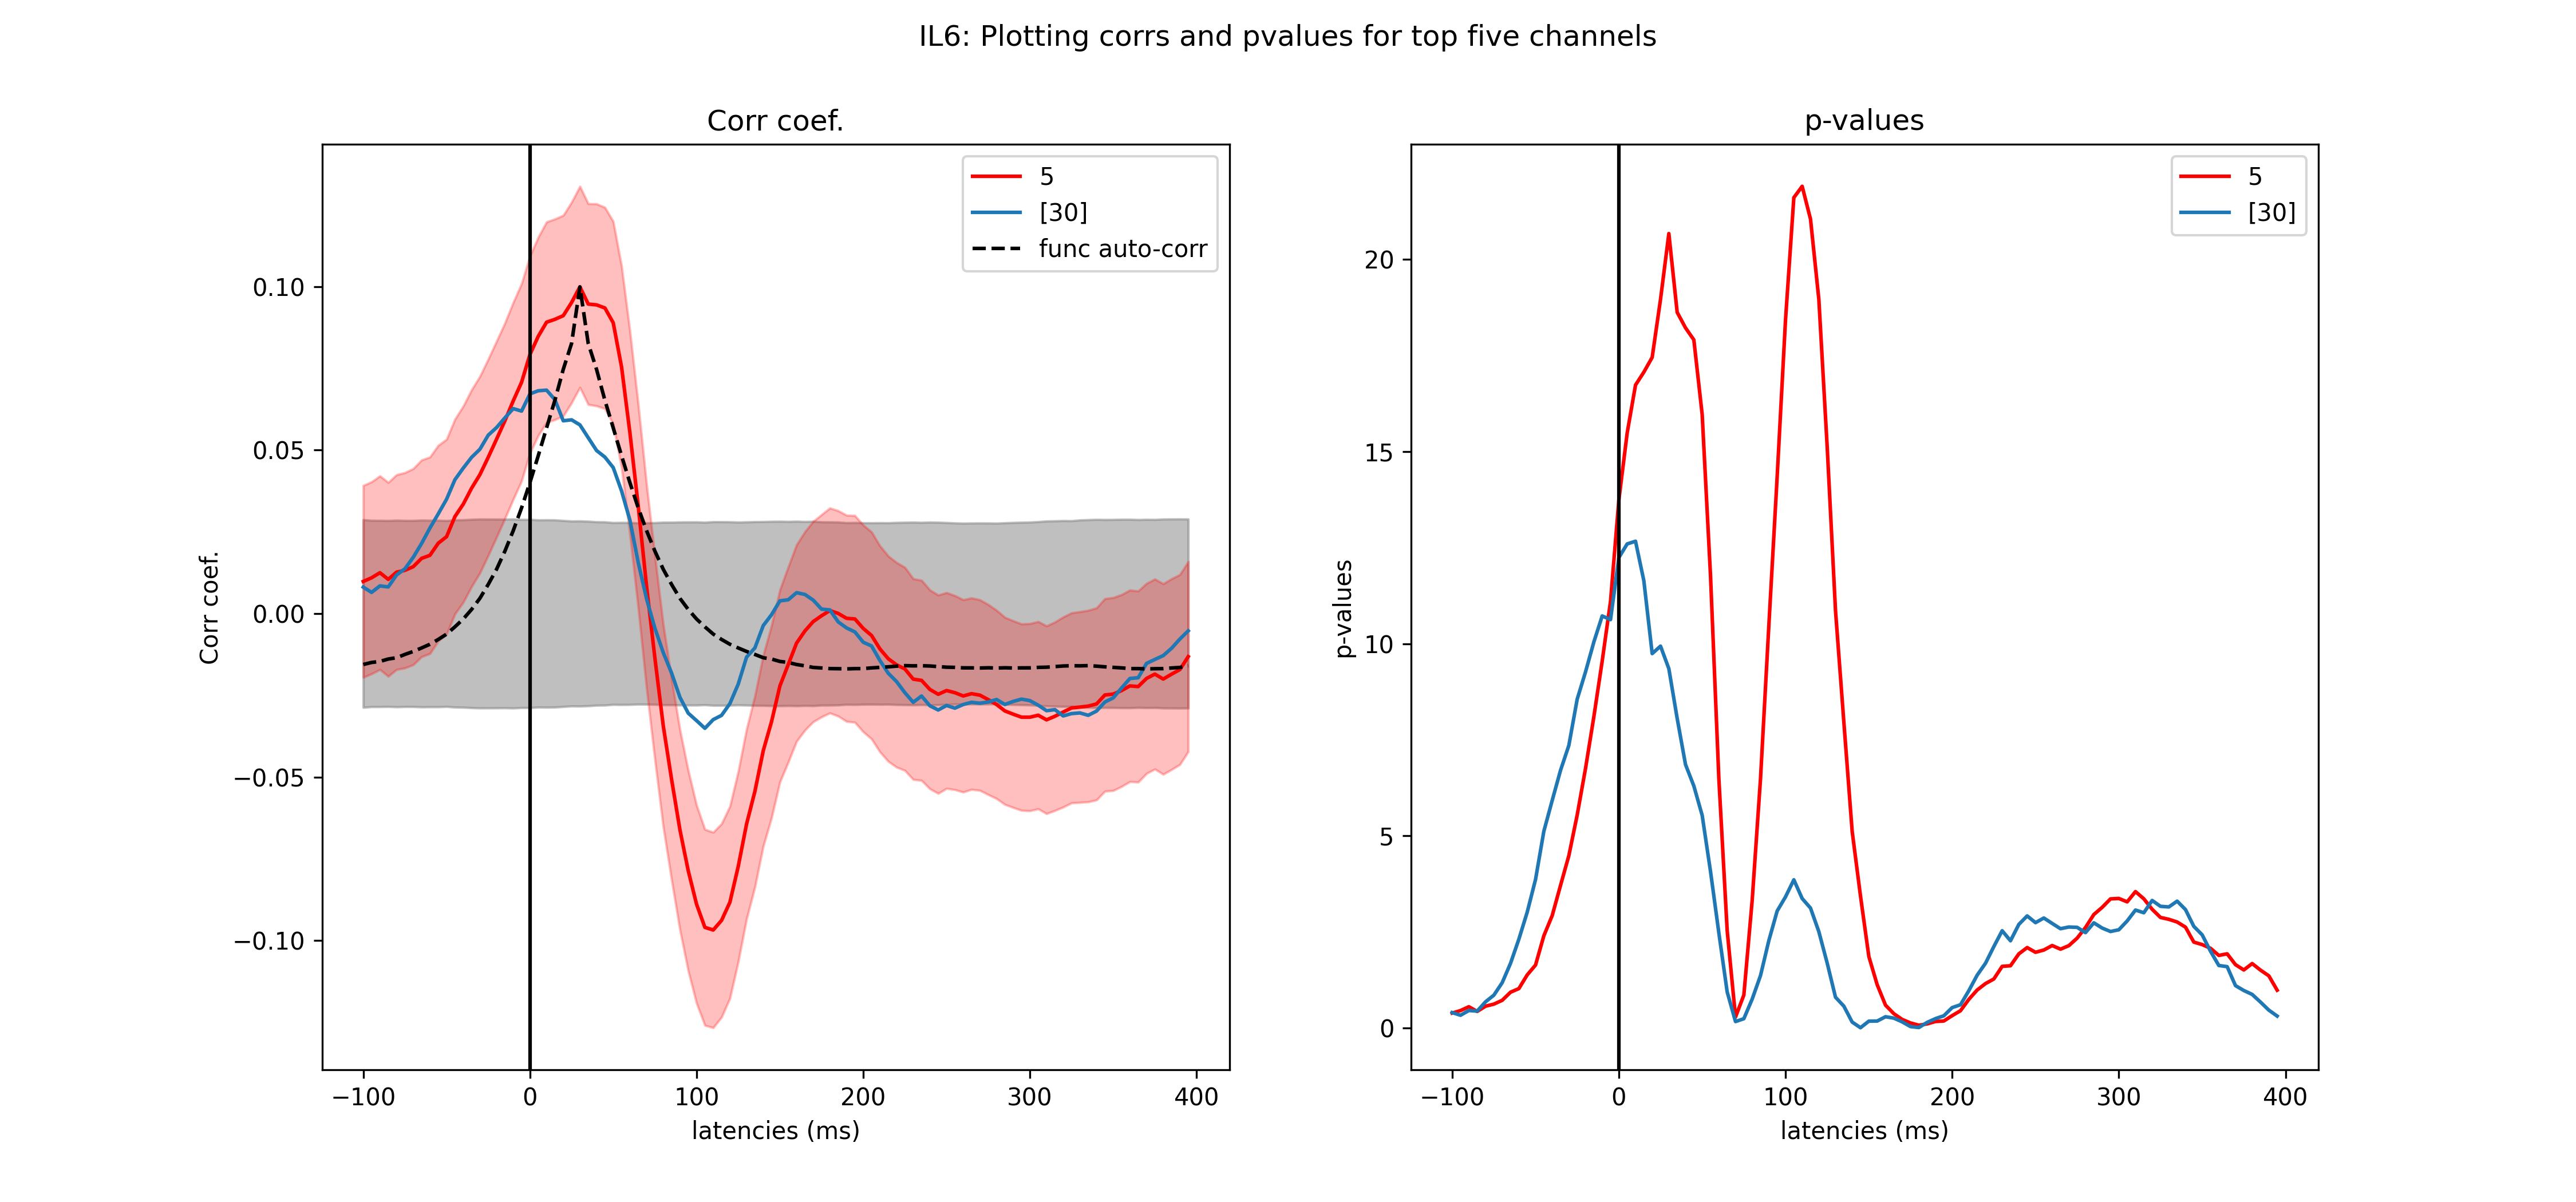 IL6: Plotting corrs and pvalues for top five channels
Corr coef.
5
[30]
func auto-corr
0.10
0.05
0.00
−0.05
−0.10
Corr coef.
−100 0 100 200 300 400
latencies (ms)
p-values
5
[30]
20
15
10
5
0
p-values
−100 0 100 200 300 400
latencies (ms)